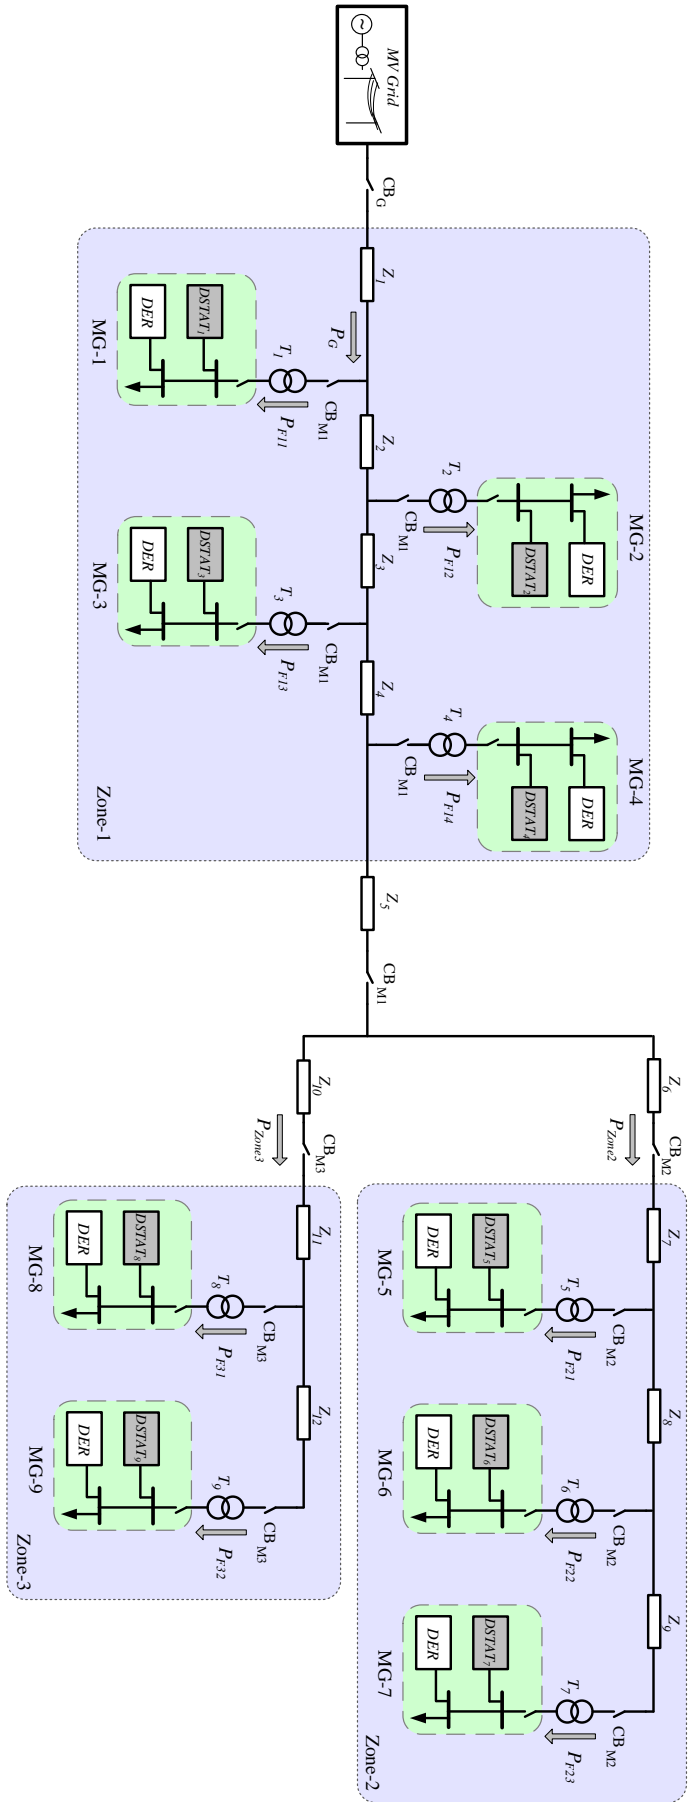 MV Grid
~
CB_G
Z_1
P_G
MG-1
DER
DSTAT_1
T_1
CB_M1
P_F11
Z_2
MG-2
DER
DSTAT_2
T_2
CB_M1
P_F12
Z_3
MG-3
DER
DSTAT_3
T_3
CB_M1
P_F13
Z_4
MG-4
DER
DSTAT_4
T_4
CB_M1
P_F14
Zone-1
Z_5
CB_M1
Z_6
P_Zone2
CB_M2
Z_7
MG-5
DER
DSTAT_5
T_5
CB_M2
P_F21
Z_8
MG-6
DER
DSTAT_6
T_6
CB_M2
P_F22
Z_9
MG-7
DER
DSTAT_7
T_7
CB_M2
P_F23
Zone-2
Z_10
P_Zone3
CB_M3
Z_11
MG-8
DER
DSTAT_8
T_8
CB_M3
P_F31
Z_12
MG-9
DER
DSTAT_9
T_9
CB_M3
P_F32
Zone-3